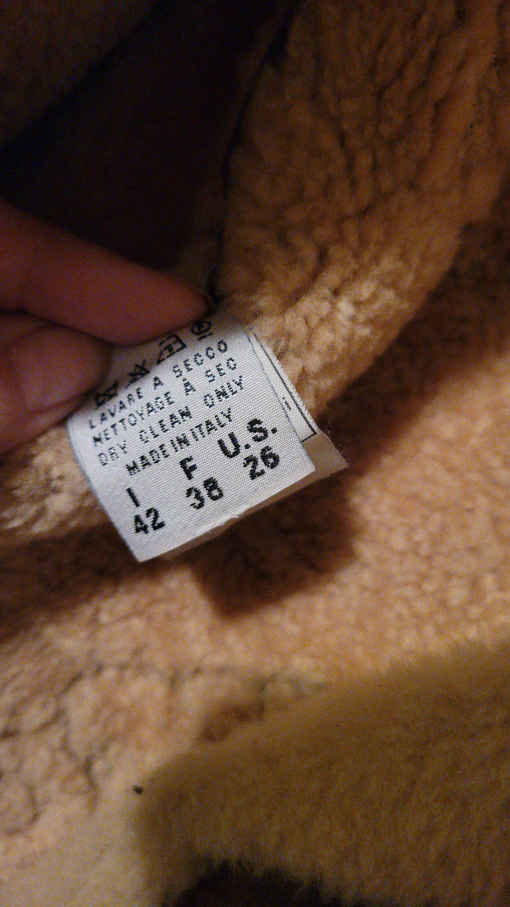 LAVARE A SECCO
NETTOYAGE À SEC
DRY CLEAN ONLY
MADE IN ITALY
I F U.S.
42 38 26